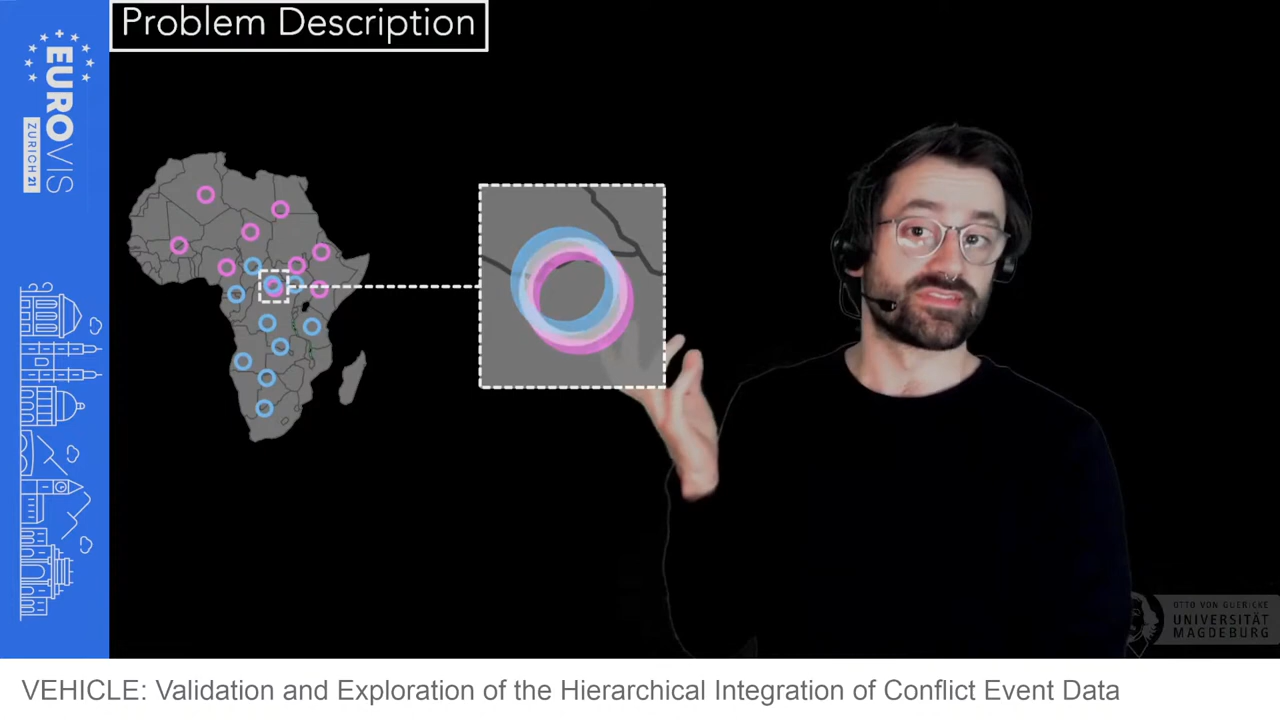 Problem Description
EUROVIS
ZURICH 21
OTTO VON GUERICKE
UNIVERSITÄT
MAGDEBURG
VEHICLE: Validation and Exploration of the Hierarchical Integration of Conflict Event Data